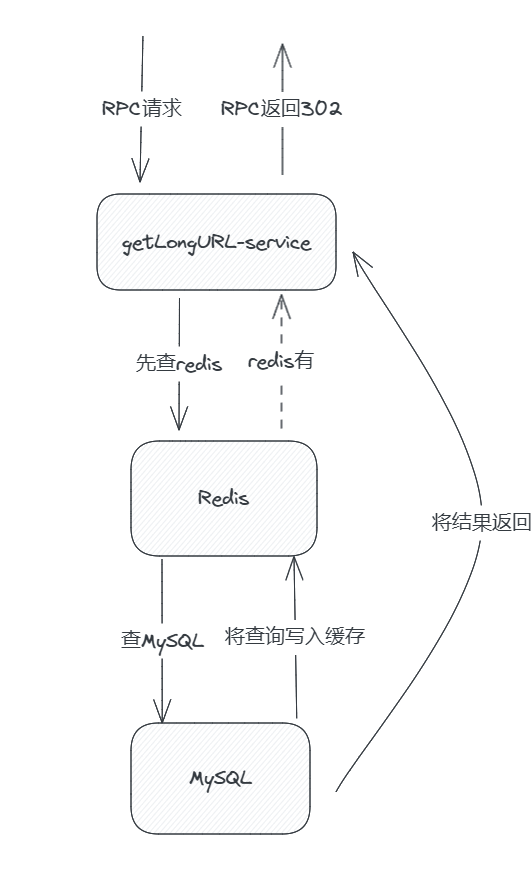 RPC请求
RPC返回302
getLongURL-service
先查redis
redis有
Redis
将结果返回
查MySQL
将查询写入缓存
MySQL